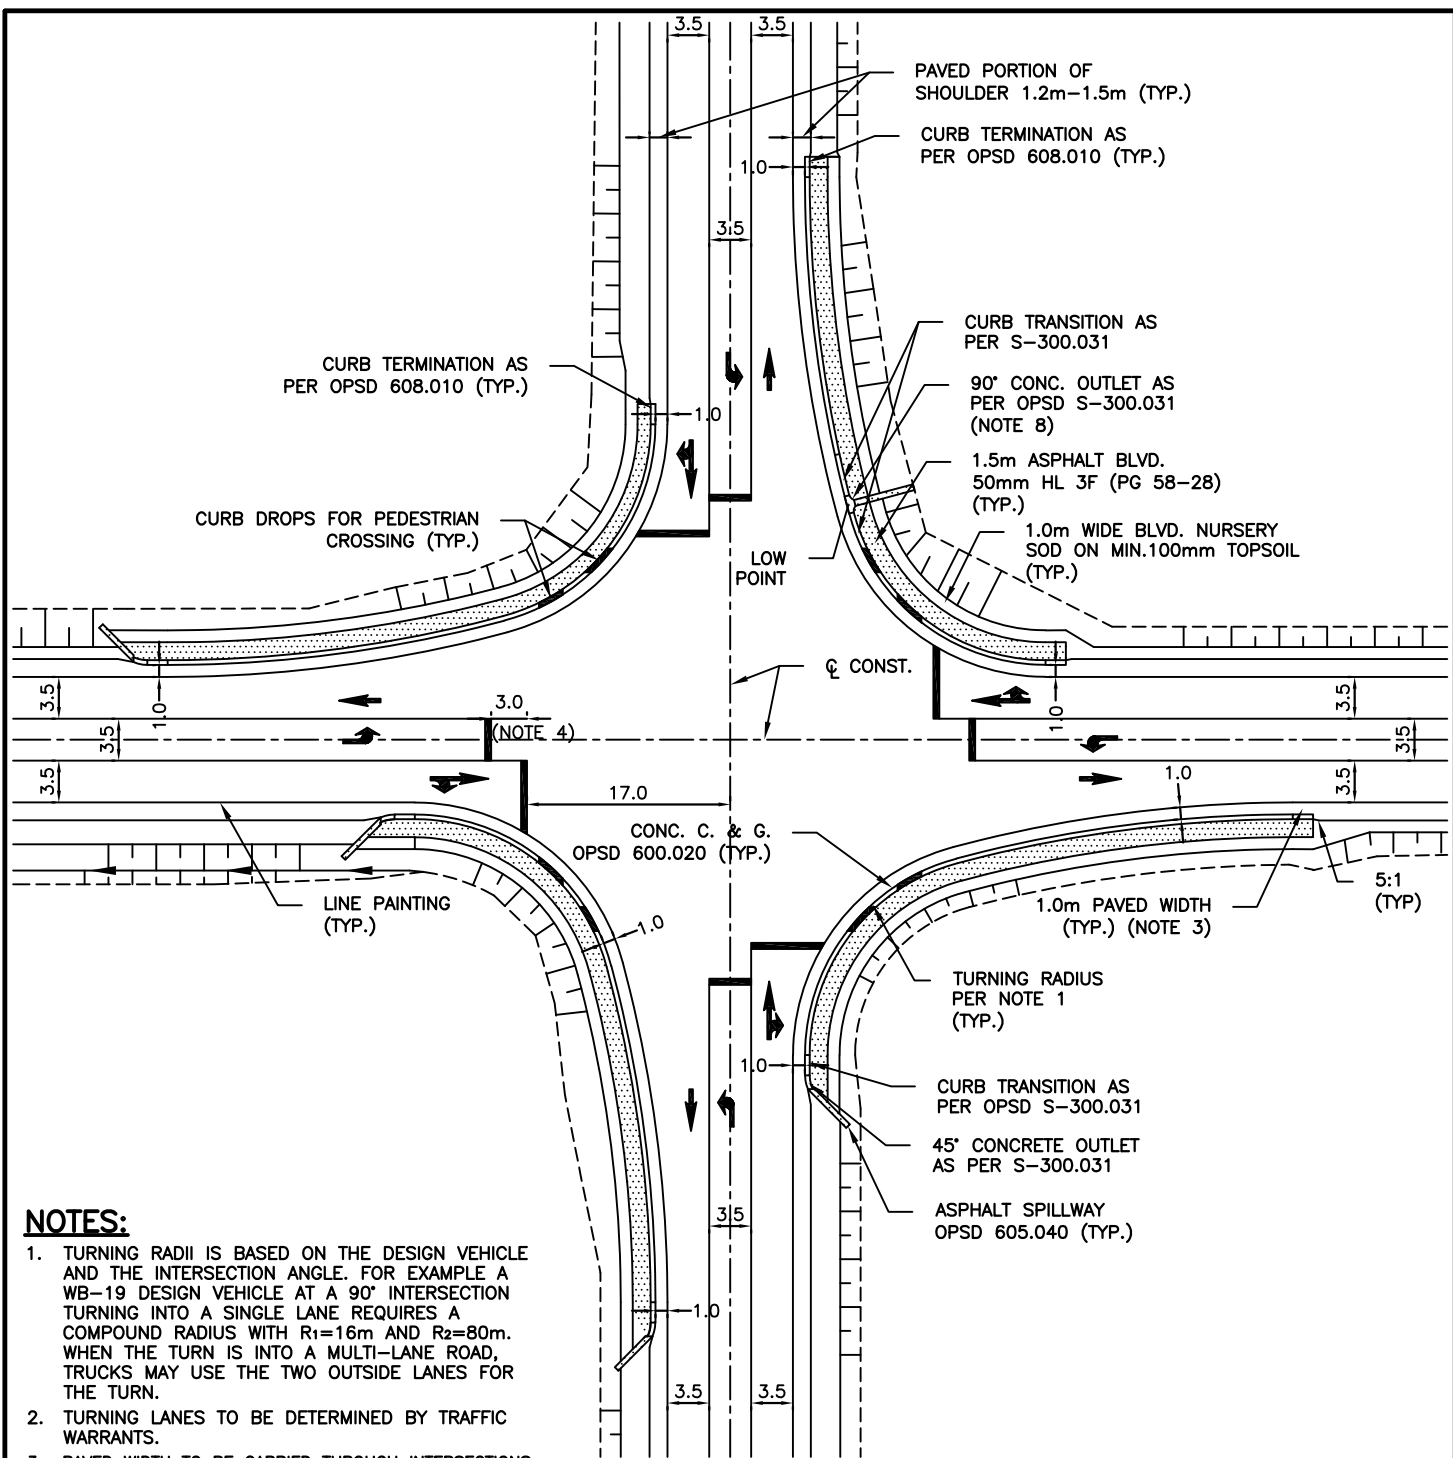 3.5
3.5
PAVED PORTION OF
SHOULDER 1.2m-1.5m (TYP.)
CURB TERMINATION AS
PER OPSD 608.010 (TYP.)
1.0
3.5
CURB TRANSITION AS
PER S-300.031
CURB TERMINATION AS
PER OPSD 608.010 (TYP.)
90° CONC. OUTLET AS
PER OPSD S-300.031
(NOTE 8)
1.0
1.5m ASPHALT BLVD.
50mm HL 3F (PG 58-28)
(TYP.)
CURB DROPS FOR PEDESTRIAN
CROSSING (TYP.)
1.0m WIDE BLVD. NURSERY
SOD ON MIN.100mm TOPSOIL
(TYP.)
LOW
POINT
℄ CONST.
3.5
1.0
3.0
(NOTE 4)
1.0
3.5
3.5
3.5
3.5
17.0
1.0
3.5
CONC. C. & G.
OPSD 600.020 (TYP.)
LINE PAINTING
(TYP.)
1.0
1.0m PAVED WIDTH
(TYP.) (NOTE 3)
5:1
(TYP)
TURNING RADIUS
PER NOTE 1
(TYP.)
1.0
CURB TRANSITION AS
PER OPSD S-300.031
45° CONCRETE OUTLET
AS PER S-300.031
ASPHALT SPILLWAY
OPSD 605.040 (TYP.)
3.5
1.0
3.5
3.5
NOTES:
1. TURNING RADII IS BASED ON THE DESIGN VEHICLE
AND THE INTERSECTION ANGLE. FOR EXAMPLE A
WB-19 DESIGN VEHICLE AT A 90° INTERSECTION
TURNING INTO A SINGLE LANE REQUIRES A
COMPOUND RADIUS WITH R1=16m AND R2=80m.
WHEN THE TURN IS INTO A MULTI-LANE ROAD,
TRUCKS MAY USE THE TWO OUTSIDE LANES FOR
THE TURN.
2. TURNING LANES TO BE DETERMINED BY TRAFFIC
WARRANTS.
3. PAVED WIDTH TO BE CARRIED THROUGH INTERSECTIONS